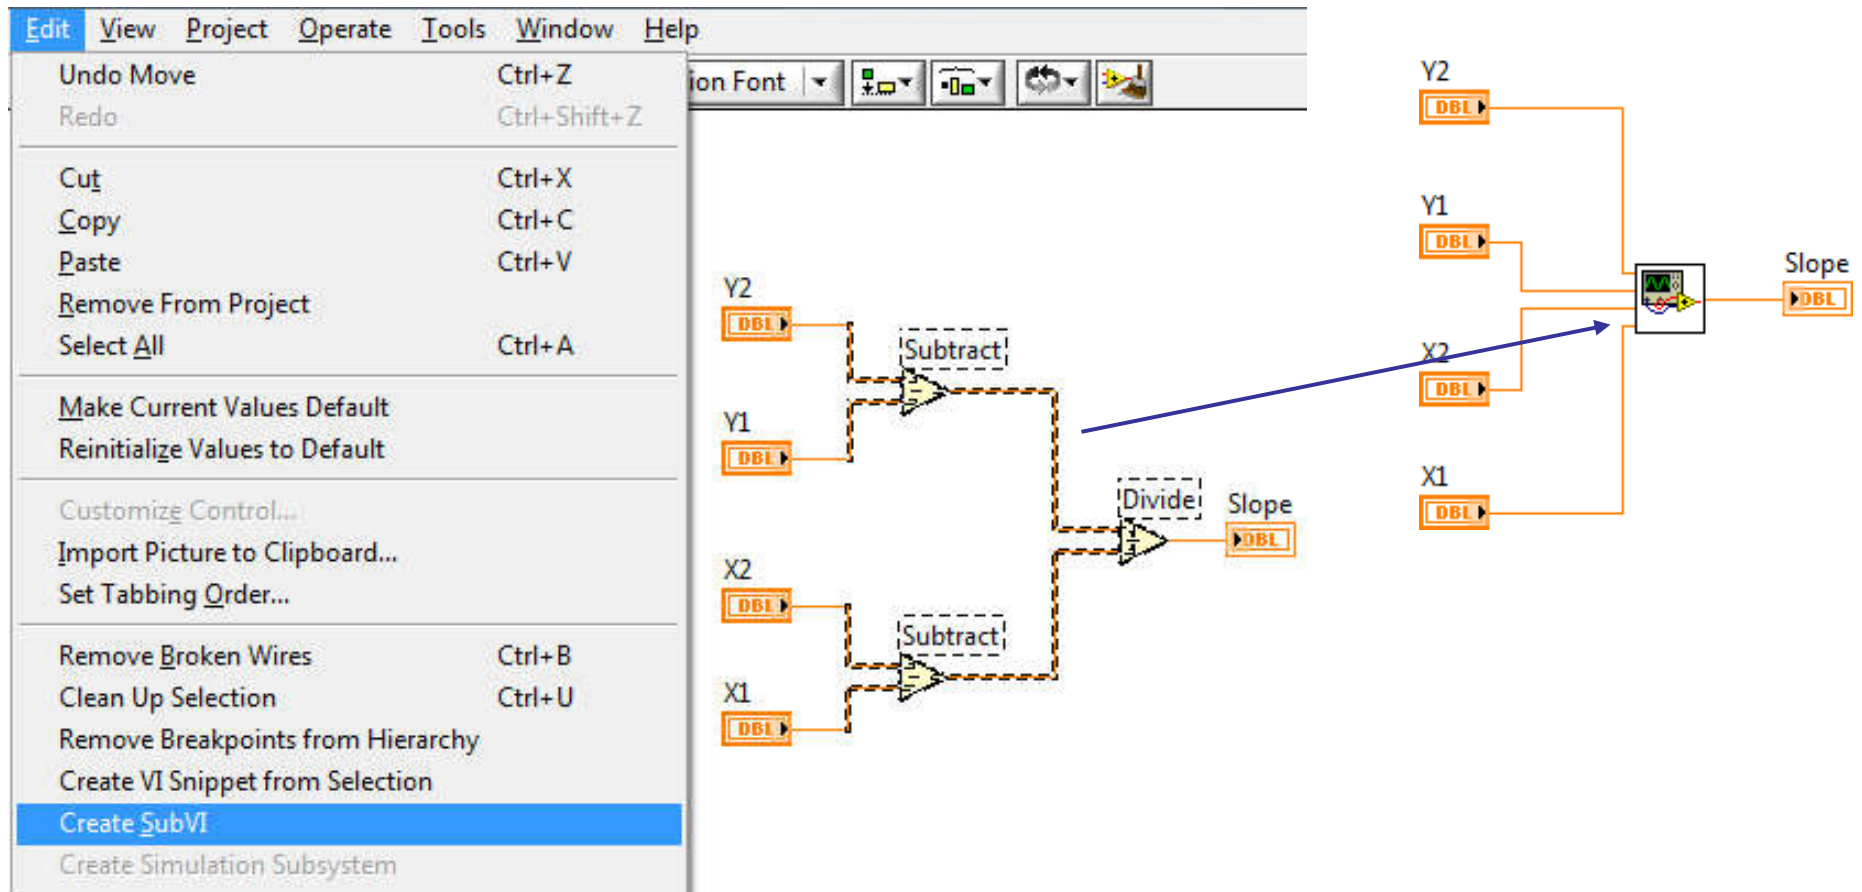 Edit View Project Operate Tools Window Help
Undo Move Ctrl+Z
Redo Ctrl+Shift+Z
Cut Ctrl+X
Copy Ctrl+C
Paste Ctrl+V
Remove From Project
Select All Ctrl+A
Make Current Values Default
Reinitialize Values to Default
Customize Control...
Import Picture to Clipboard...
Set Tabbing Order...
Remove Broken Wires Ctrl+B
Clean Up Selection Ctrl+U
Remove Breakpoints from Hierarchy
Create VI Snippet from Selection
Create SubVI
Create Simulation Subsystem
ion Font
Y2
DBL
Subtract
Y1
DBL
Divide
Slope
DBL
X2
DBL
Subtract
X1
DBL
Y2
DBL
Y1
DBL
Slope
DBL
X2
DBL
X1
DBL